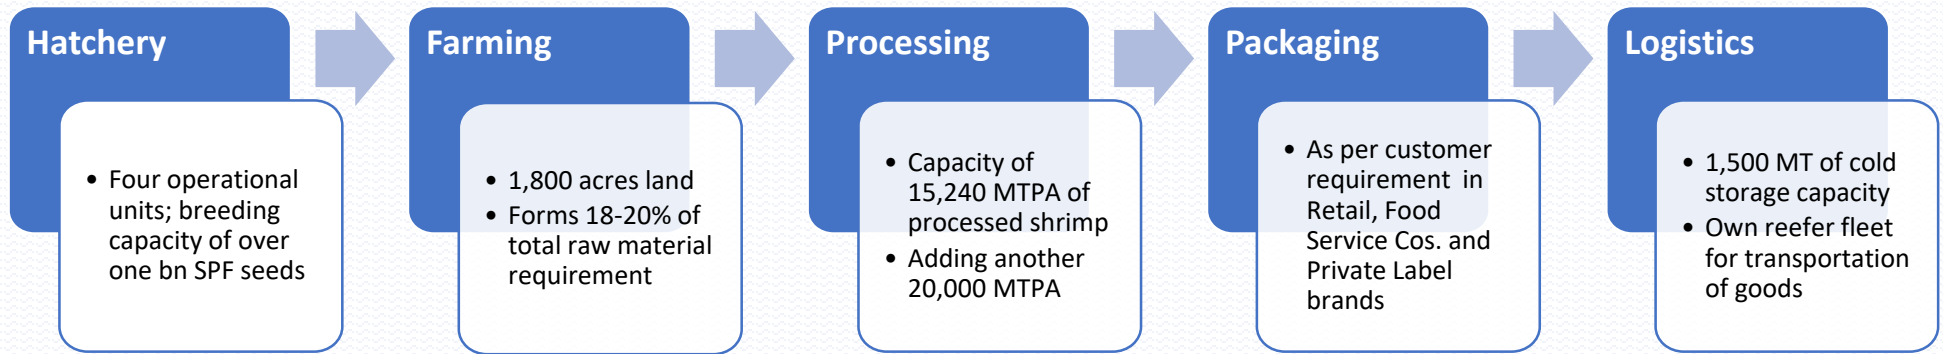 Hatchery
• Four operational
units; breeding
capacity of over
one bn SPF seeds
Farming
• 1,800 acres land
• Forms 18-20% of
total raw material
requirement
Processing
• Capacity of
15,240 MTPA of
processed shrimp
• Adding another
20,000 MTPA
Packaging
• As per customer
requirement in
Retail, Food
Service Cos. and
Private Label
brands
Logistics
• 1,500 MT of cold
storage capacity
• Own reefer fleet
for transportation
of goods